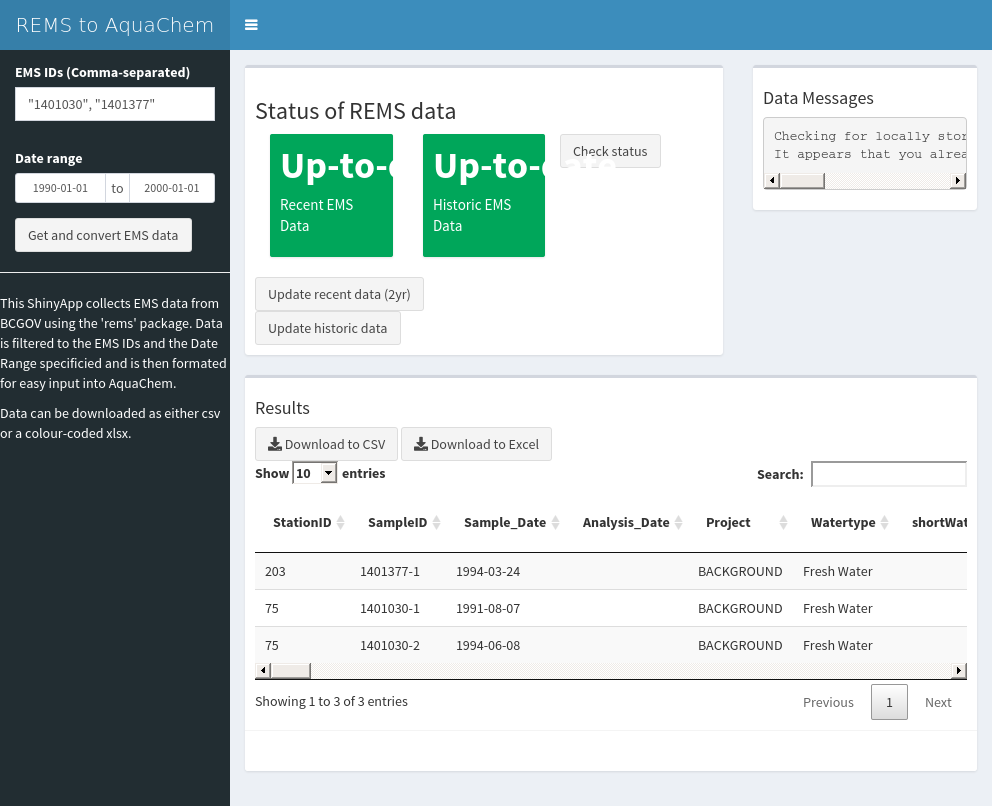 REMS to AquaChem
EMS IDs (Comma-separated)
"1401030", "1401377"
Date range
1990-01-01 to 2000-01-01
Get and convert EMS data
This ShinyApp collects EMS data from
BCGOV using the 'rems' package. Data
is filtered to the EMS IDs and the Date
Range specificied and is then formated
for easy input into AquaChem.
Data can be downloaded as either csv
or a colour-coded xlsx.
Status of REMS data
Up-to-d
Recent EMS
Data
Up-to-date
Historic EMS
Data
Check status
Update recent data (2yr)
Update historic data
Data Messages
Checking for locally stor
It appears that you alrea
Results
Download to CSV Download to Excel
Show 10 entries Search:
StationID SampleID Sample_Date Analysis_Date Project Watertype shortWat
203 1401377-1 1994-03-24 BACKGROUND Fresh Water
75 1401030-1 1991-08-07 BACKGROUND Fresh Water
75 1401030-2 1994-06-08 BACKGROUND Fresh Water
Showing 1 to 3 of 3 entries Previous 1 Next